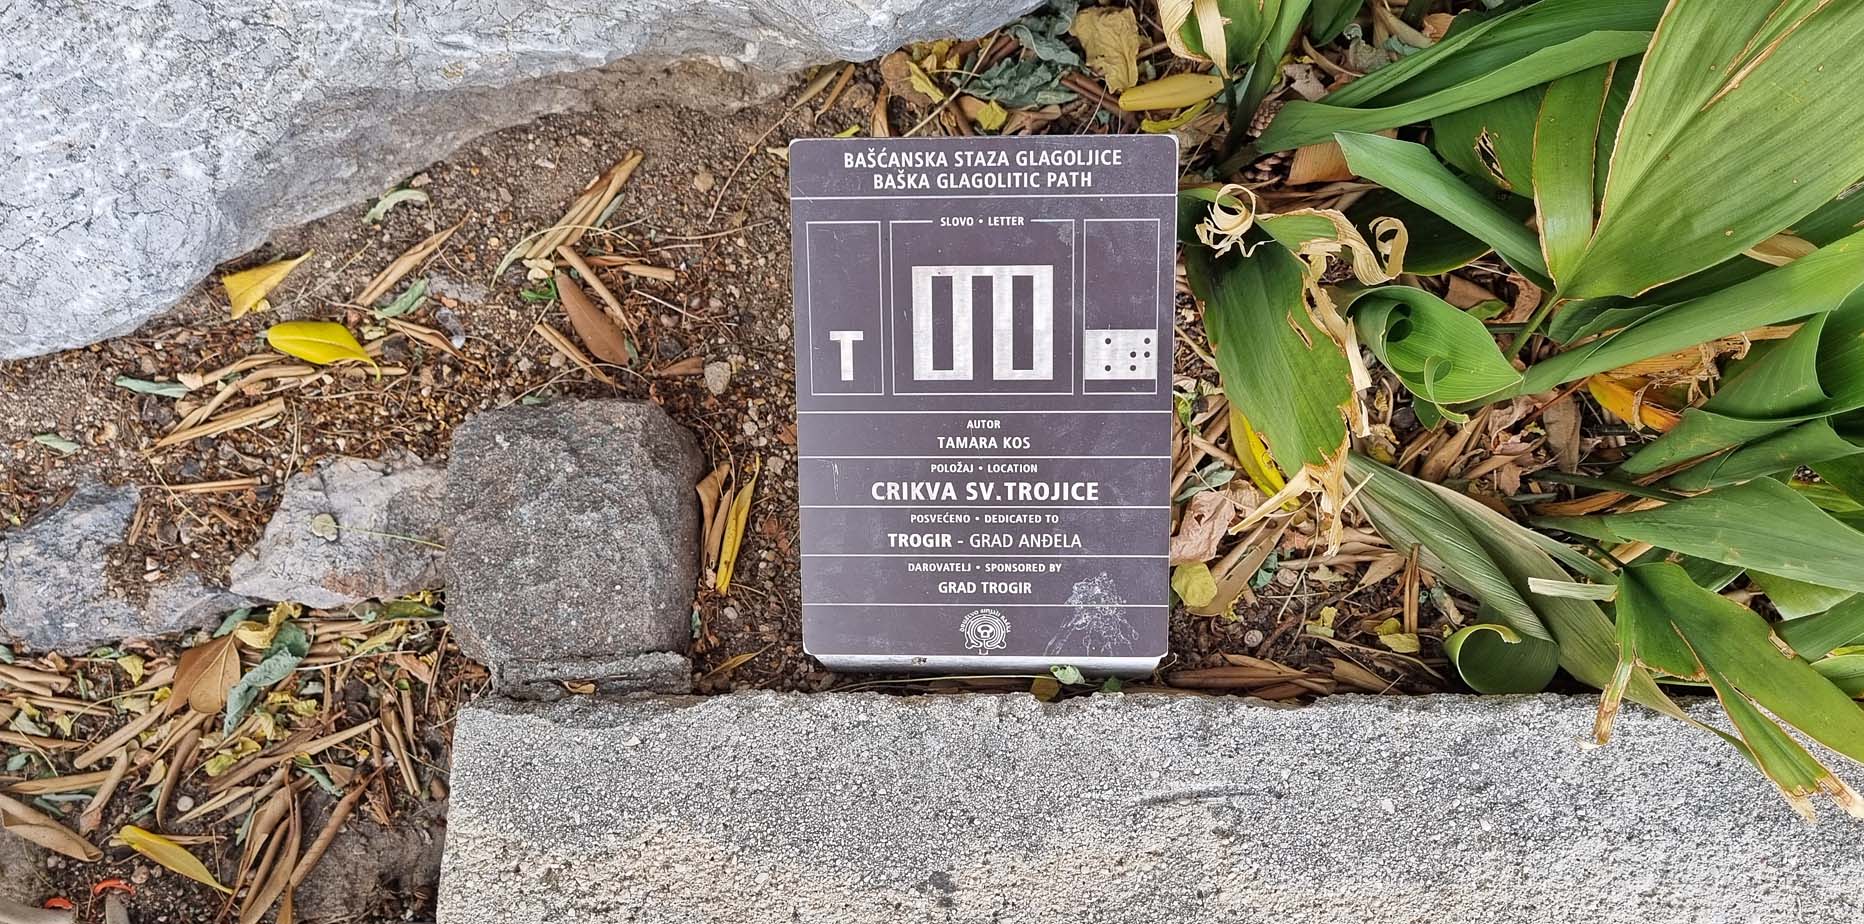 BAŠĆANSKA STAZA GLAGOLJICE
BAŠKA GLAGOLITIC PATH
SLOVO • LETTER
T Ⱅ
AUTOR
TAMARA KOS
POLOŽAJ • LOCATION
CRIKVA SV.TROJICE
POSVEĆENO • DEDICATED TO
TROGIR - GRAD ANĐELA
DAROVATELJ • SPONSORED BY
GRAD TROGIR